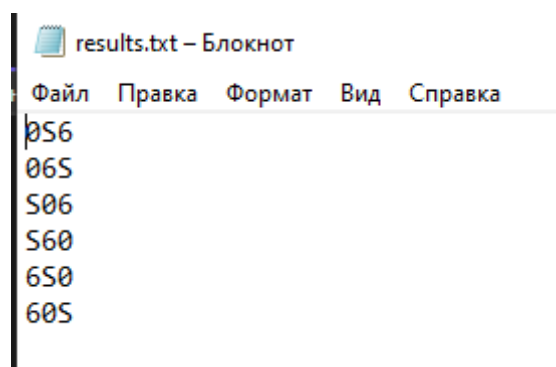 results.txt – Блокнот
Файл Правка Формат Вид Справка
0S6
06S
S06
S60
6S0
60S